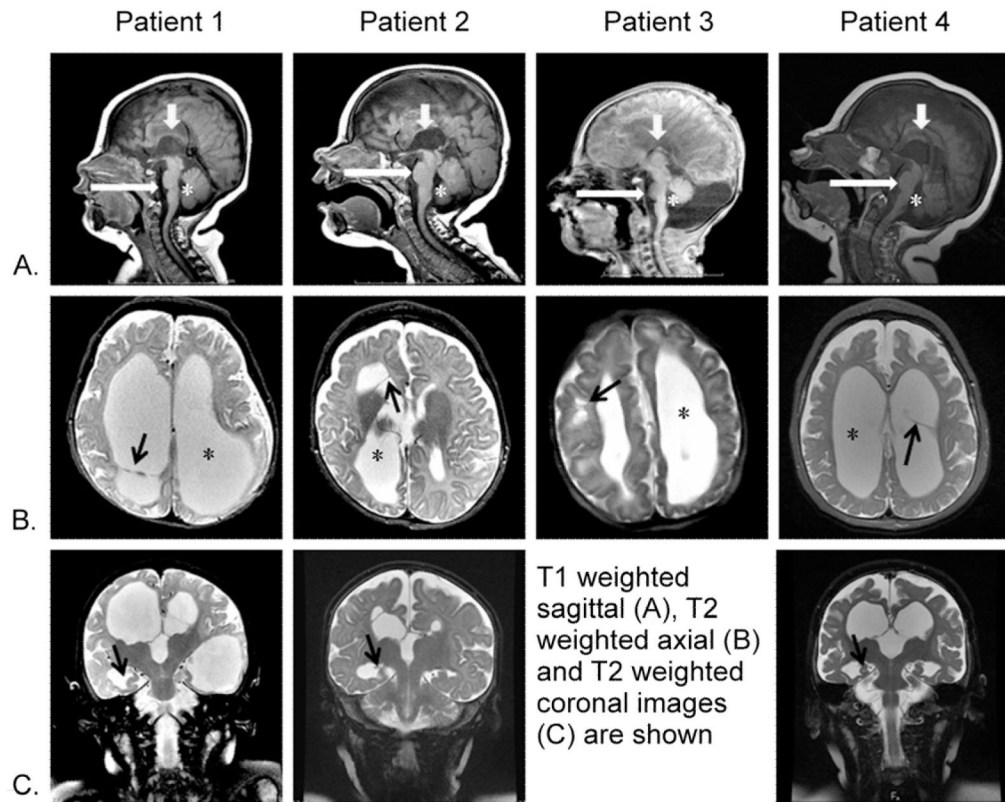 Patient 1 Patient 2 Patient 3 Patient 4
A.
*
*
*
*
B.
*
*
*
*
T1 weighted
sagittal (A), T2
weighted axial (B)
and T2 weighted
coronal images
(C) are shown
C.